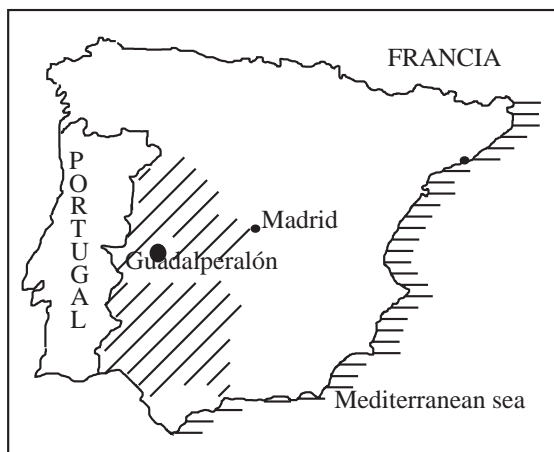 FRANCIA
PORTUGAL
Madrid
Guadalperalón
Mediterranean sea